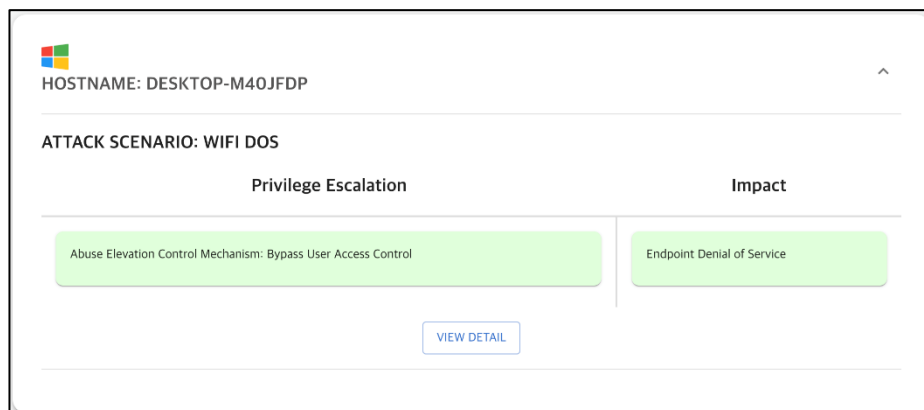 HOSTNAME: DESKTOP-M40JFDP
ATTACK SCENARIO: WIFI DOS
Privilege Escalation
Impact
Abuse Elevation Control Mechanism: Bypass User Access Control
Endpoint Denial of Service
VIEW DETAIL